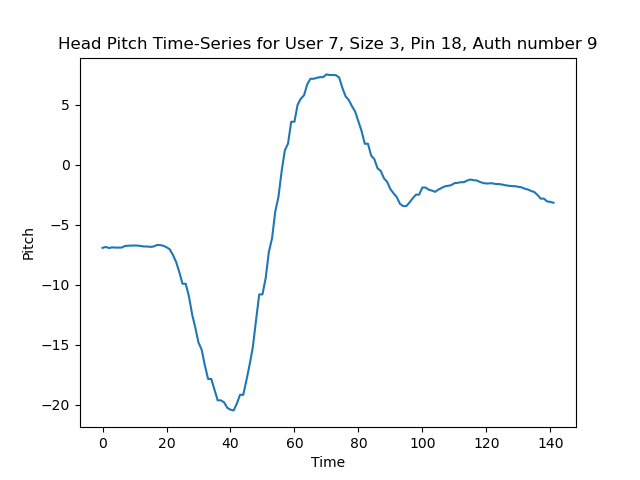 Head Pitch Time-Series for User 7, Size 3, Pin 18, Auth number 9
5
0
−5
−10
−15
−20
Pitch
0 20 40 60 80 100 120 140
Time